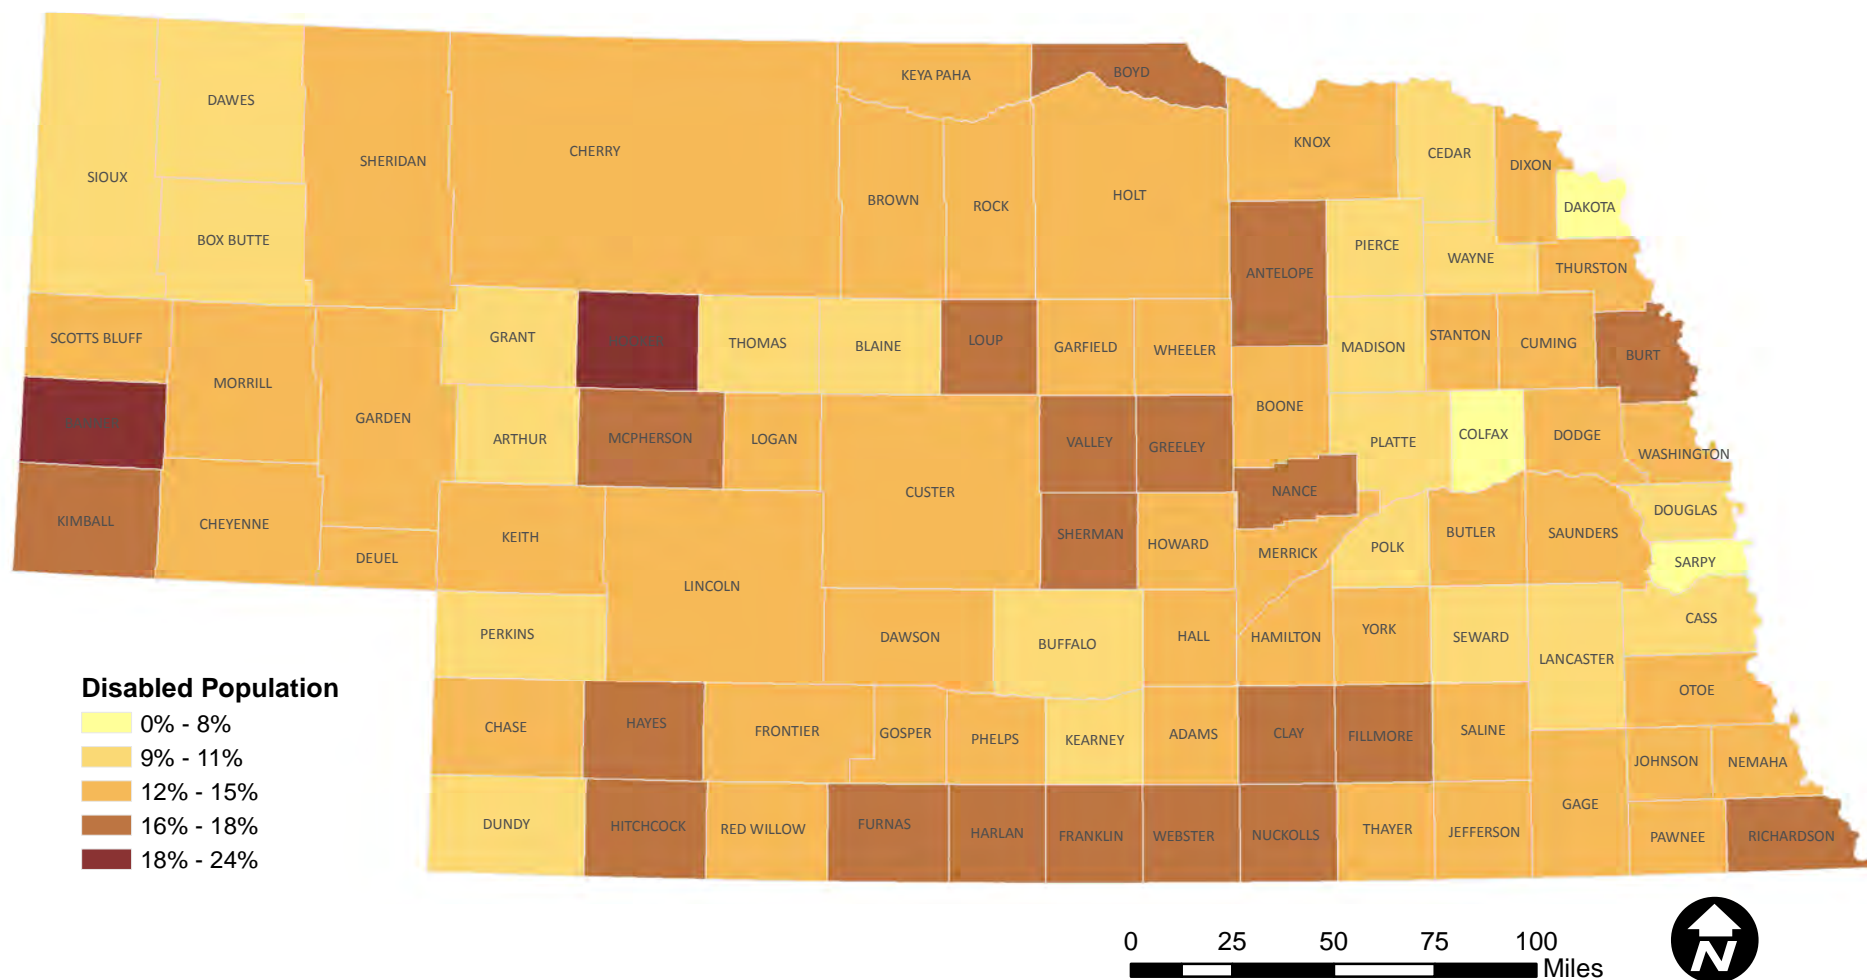 KEYA PAHA
BOYD
DAWES
KNOX
CHERRY
CEDAR
SHERIDAN
DIXON
SIOUX
HOLT
BROWN
ROCK
DAKOTA
BOX BUTTE
PIERCE
WAYNE
ANTELOPE
THURSTON
SCOTTS BLUFF
GRANT
HOOKER
THOMAS
BLAINE
LOUP
GARFIELD
WHEELER
MADISON
STANTON
CUMING
BURT
MORRILL
GARDEN
BOONE
BANNER
ARTHUR
MCPHERSON
LOGAN
VALLEY
GREELEY
PLATTE
COLFAX
DODGE
WASHINGTON
CUSTER
NANCE
KIMBALL
CHEYENNE
DOUGLAS
KEITH
SHERMAN
HOWARD
MERRICK
POLK
BUTLER
SAUNDERS
DEUEL
SARPY
LINCOLN
PERKINS
DAWSON
BUFFALO
HALL
HAMILTON
YORK
SEWARD
CASS
LANCASTER
OTOE
CHASE
HAYES
FRONTIER
GOSPER
PHELPS
KEARNEY
ADAMS
CLAY
FILLMORE
SALINE
JOHNSON
NEMAHA
GAGE
DUNDY
HITCHCOCK
RED WILLOW
FURNAS
HARLAN
FRANKLIN
WEBSTER
NUCKOLLS
THAYER
JEFFERSON
PAWNEE
RICHARDSON
Disabled Population
0% - 8%
9% - 11%
12% - 15%
16% - 18%
18% - 24%
0 25 50 75 100
Miles
N